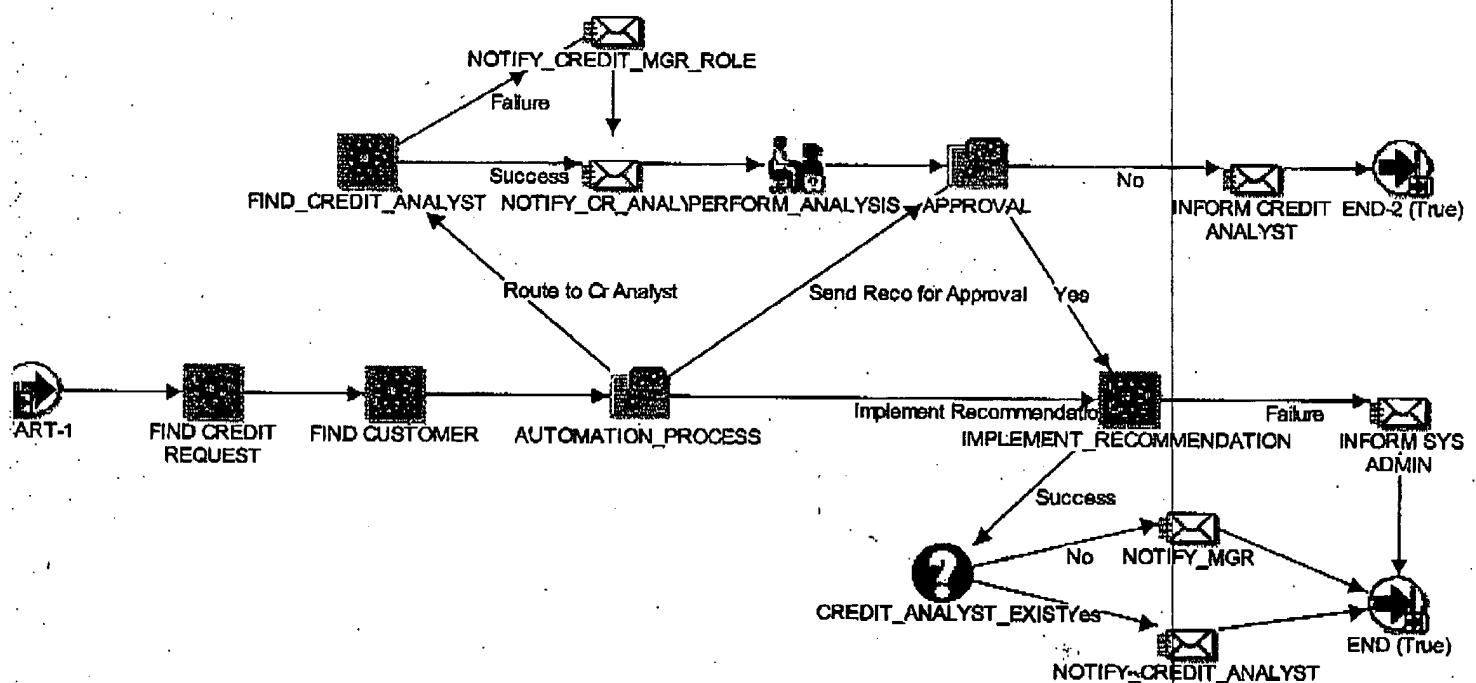 NOTIFY_CREDIT_MGR_ROLE
Failure
Success
FIND_CREDIT_ANALYST
NOTIFY_CR_ANALY
PERFORM_ANALYSIS
APPROVAL
No
INFORM CREDIT
ANALYST
END-2 (True)
Route to Cr Analyst
Send Reco for Approval
Yes
ART-1
FIND CREDIT
REQUEST
FIND CUSTOMER
AUTOMATION_PROCESS
Implement Recommendatio
IMPLEMENT_RECOMMENDATION
Failure
INFORM SYS
ADMIN
Success
?
No
NOTIFY_MGR
CREDIT_ANALYST_EXIST
Yes
NOTIFY_CREDIT_ANALYST
END (True)